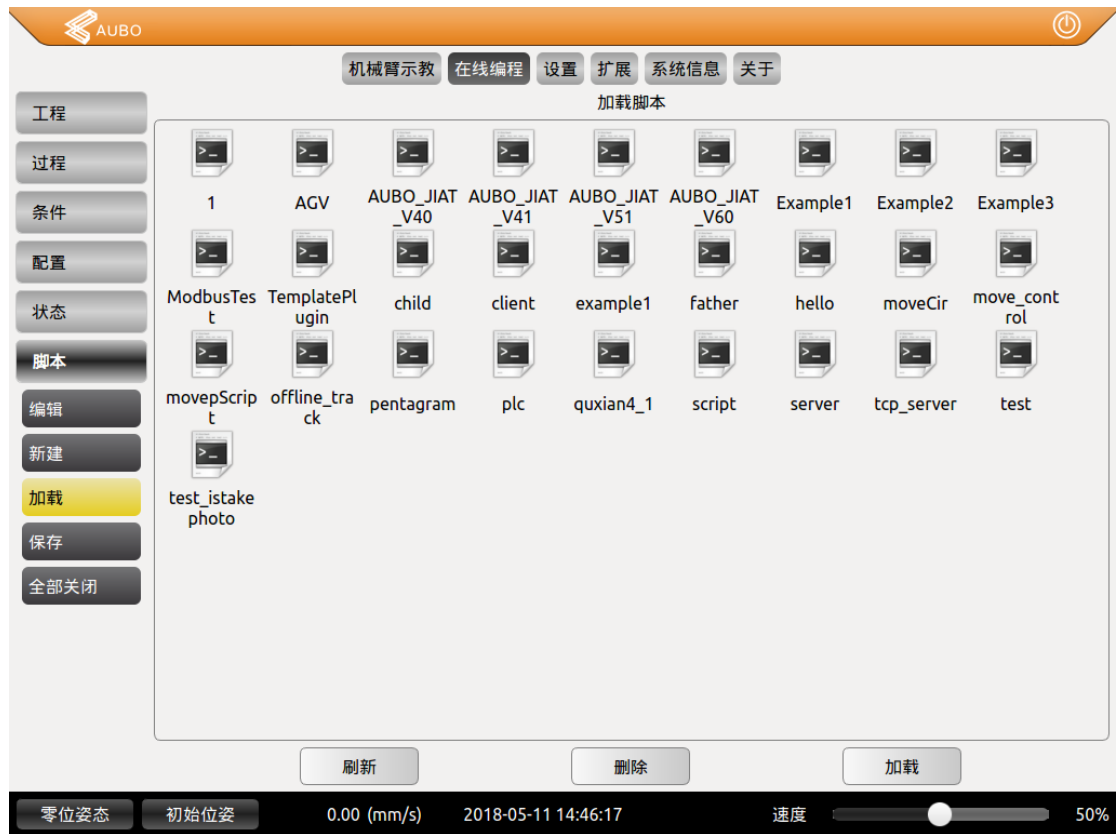 AUBO
机械臂示教 在线编程 设置 扩展 系统信息 关于
加载脚本
工程
过程
条件
配置
状态
脚本
编辑
新建
加载
保存
全部关闭
1 AGV AUBO_JIAT AUBO_JIAT AUBO_JIAT AUBO_JIAT Example1 Example2 Example3
_V40 _V41 _V51 _V60
ModbusTes TemplatePl child client example1 father hello moveCir move_cont
t ugin rol
movepScrip offline_tra pentagram plc quxian4_1 script server tcp_server test
t ck
test_istake
photo
刷新 删除 加载
零位姿态 初始位姿 0.00 (mm/s) 2018-05-11 14:46:17 速度 50%